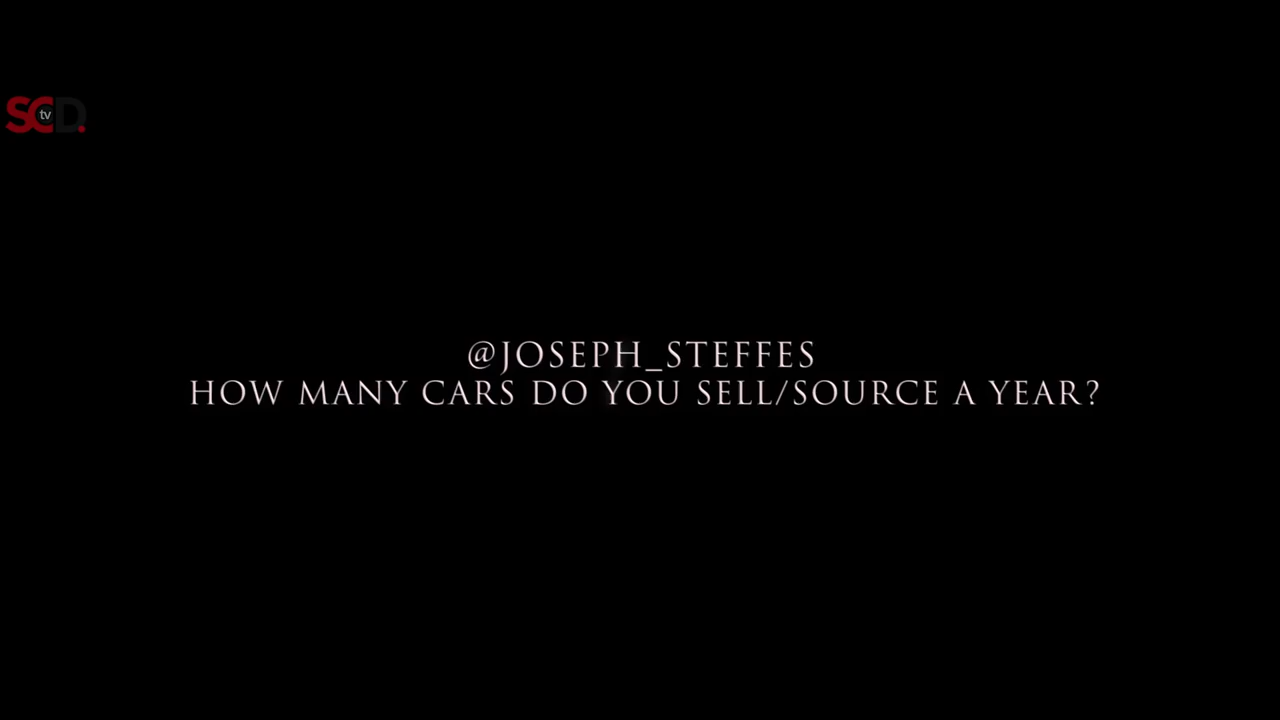 SCD.
tv
@JOSEPH_STEFFES
HOW MANY CARS DO YOU SELL/SOURCE A YEAR?